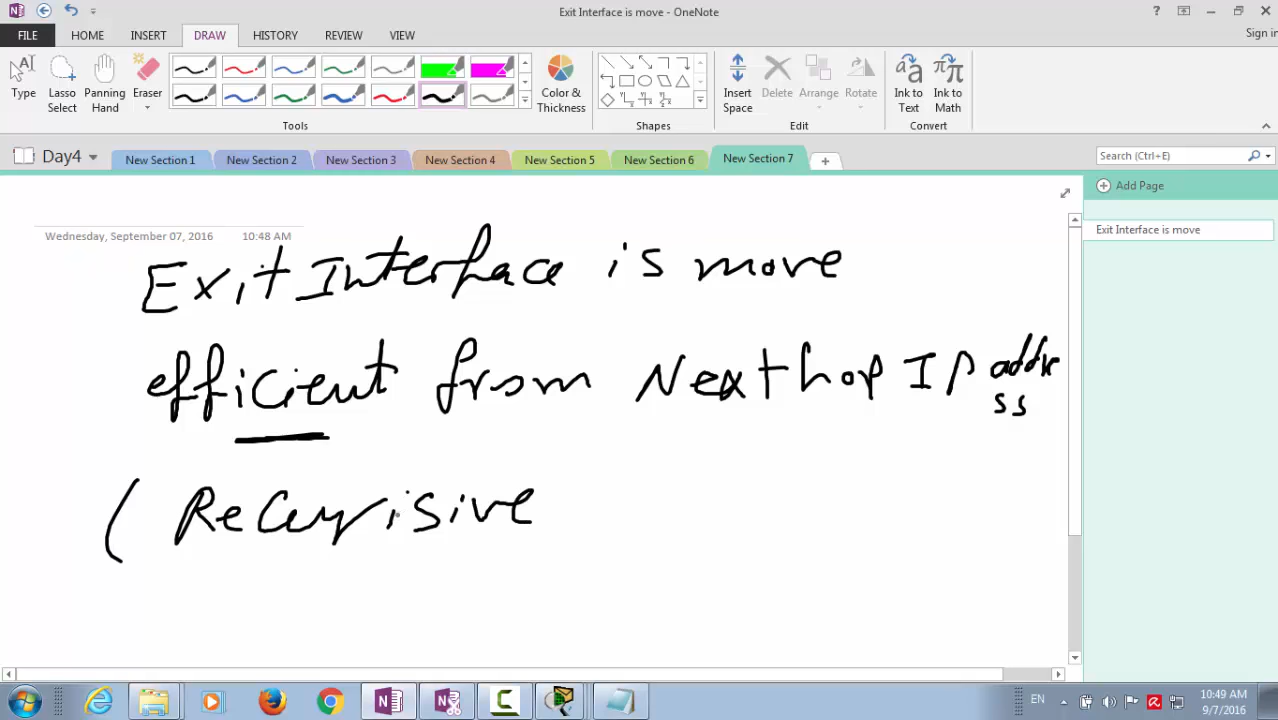 Exit Interface is move - OneNote
? 
FILE HOME INSERT DRAW HISTORY REVIEW VIEW Sign in
Type Lasso Select Panning Hand Eraser Color & Thickness Insert Space Delete Arrange Rotate Ink to Text Ink to Math
Tools Shapes Edit Convert
Day4 New Section 1 New Section 2 New Section 3 New Section 4 New Section 5 New Section 6 New Section 7 + Search (Ctrl+E)
Add Page
Exit Interface is move
Wednesday, September 07, 2016 10:48 AM
Exit Interface is move
efficient from Next hop IP addre
ss
( Recurisive
EN 10:49 AM
9/7/2016